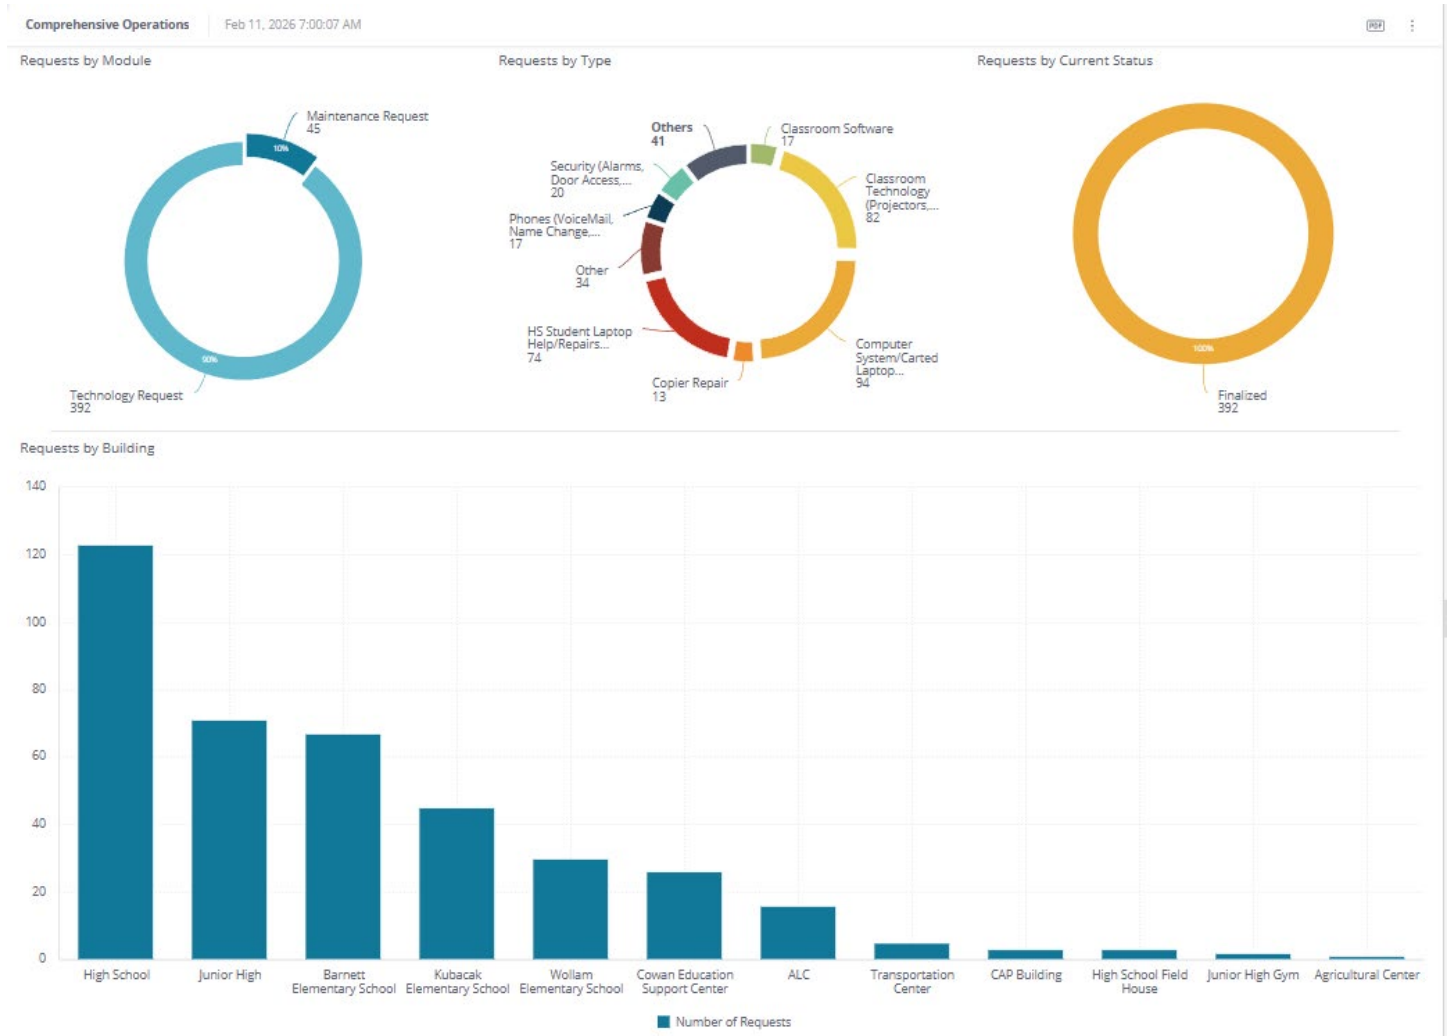 Comprehensive Operations
Feb 11, 2026 7:00:07 AM
PDF
Requests by Module
Maintenance Request
45
10%
90%
Technology Request
392
Requests by Type
Others
41
Classroom Software
17
Security (Alarms,
Door Access,...
20
Classroom
Technology
(Projectors,...
82
Phones (VoiceMail,
Name Change,...
17
Other
34
HS Student Laptop
Help/Repairs...
74
Computer
System/Carted
Laptop...
94
Copier Repair
13
Requests by Current Status
100%
Finalized
392
Requests by Building
140
120
100
80
60
40
20
0
High School
Junior High
Barnett
Elementary School
Kubacak
Elementary School
Wollam
Elementary School
Cowan Education
Support Center
ALC
Transportation
Center
CAP Building
High School Field
House
Junior High Gym
Agricultural Center
Number of Requests